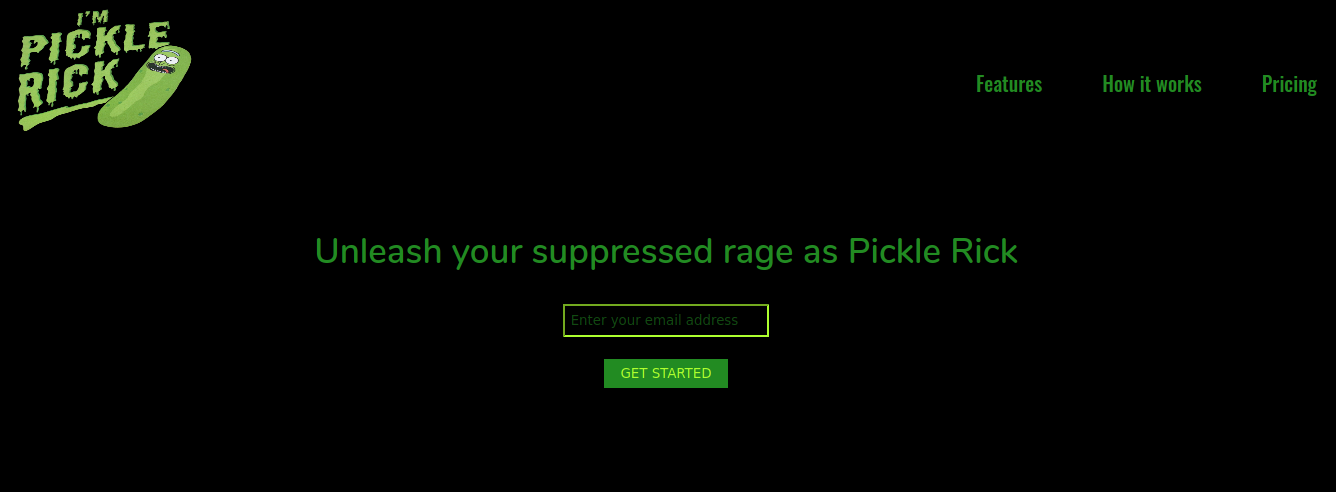 I'M
PICKLE
RICK
Features
How it works
Pricing
Unleash your suppressed rage as Pickle Rick
Enter your email address
GET STARTED